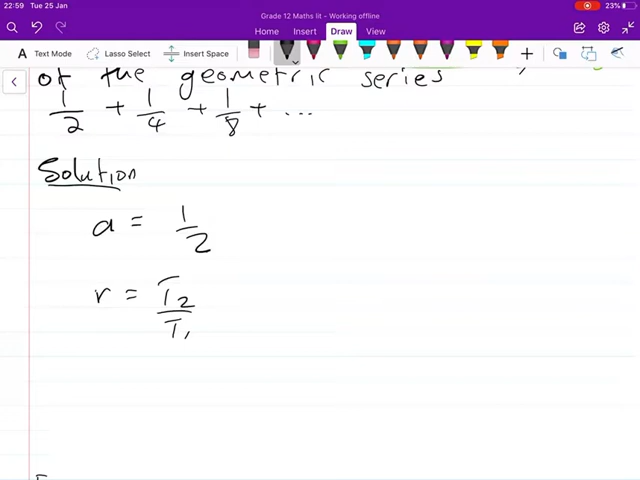 22:59 Tue 25 Jan
23%
Grade 12 Maths lit - Working offline
Home Insert Draw View
A Text Mode Lasso Select Insert Space
of the geometric series
1/2 + 1/4 + 1/8 + ...
Solution
a = 1/2
r = T2/T1